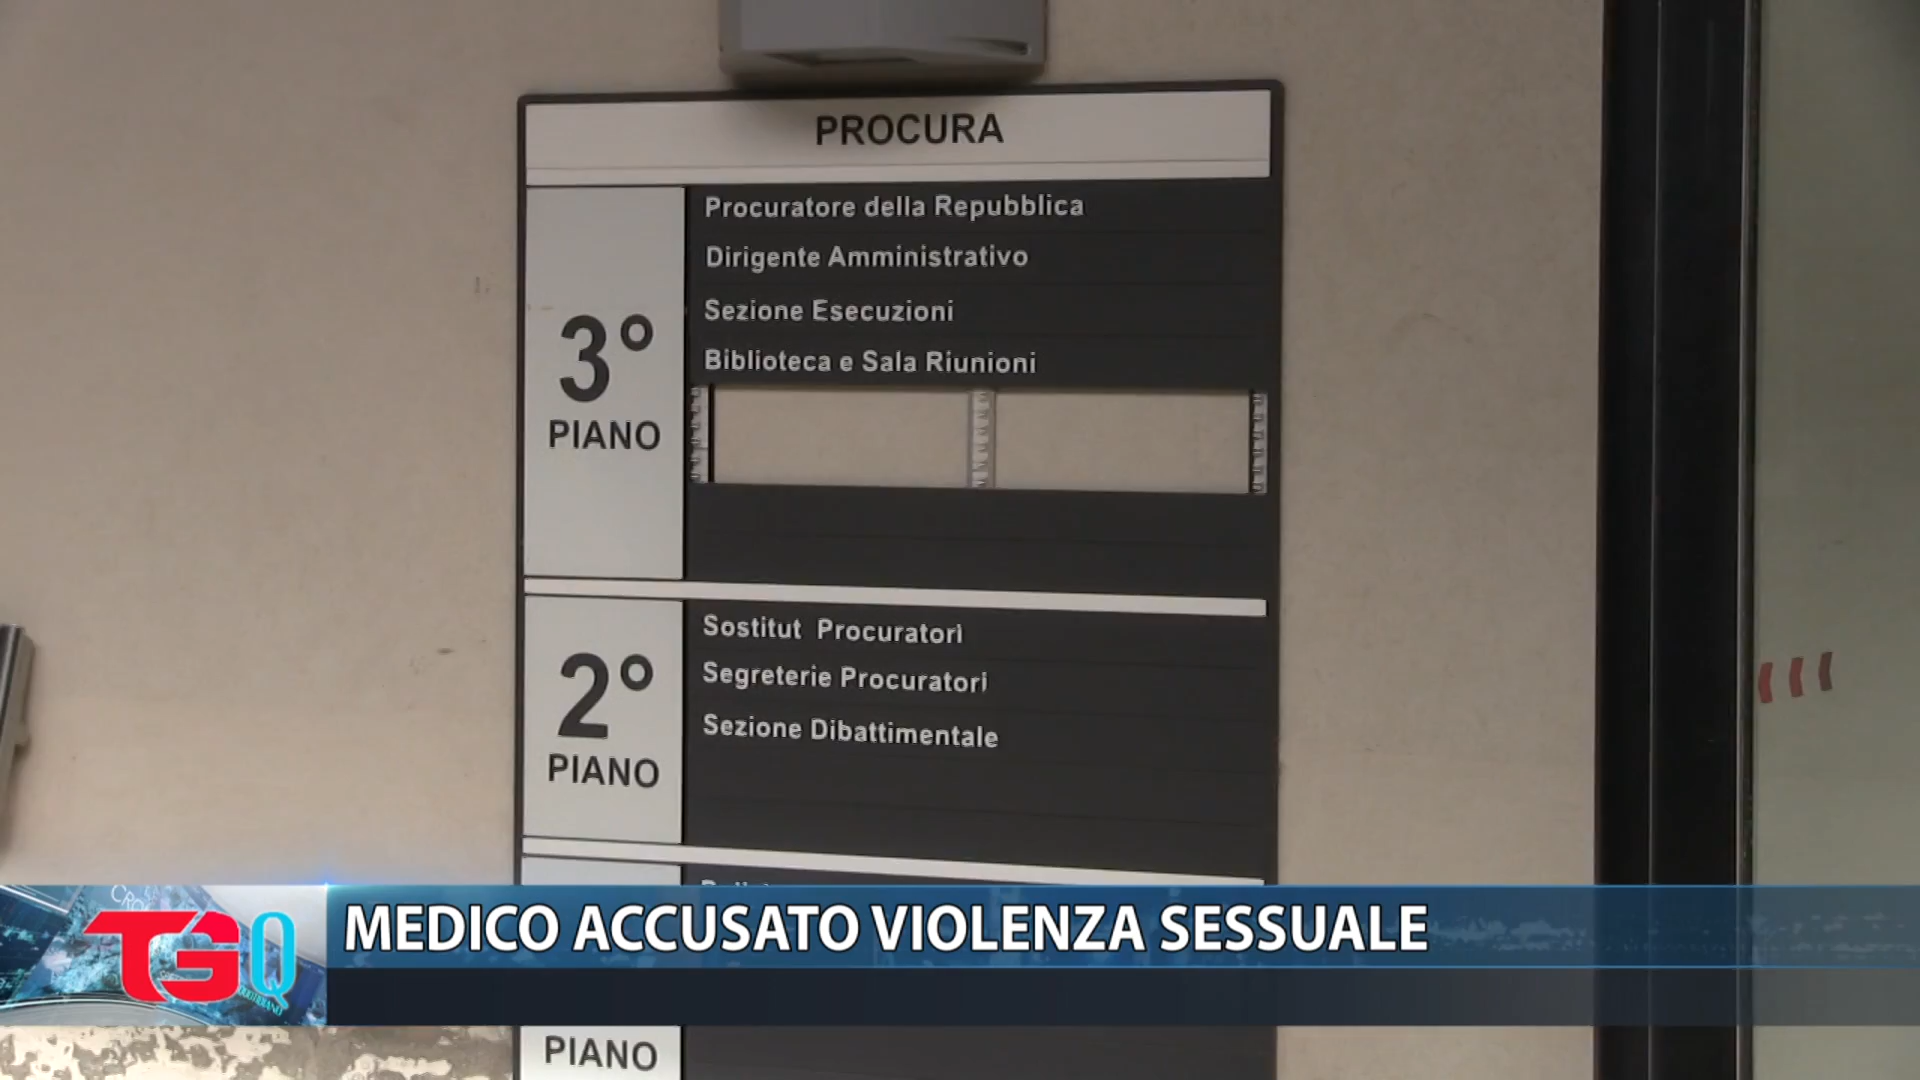 PROCURA
3°
PIANO
Procuratore della Repubblica
Dirigente Amministrativo
Sezione Esecuzioni
Biblioteca e Sala Riunioni
2°
PIANO
Sostitut Procuratori
Segreterie Procuratori
Sezione Dibattimentale
TGQ
MEDICO ACCUSATO VIOLENZA SESSUALE
PIANO